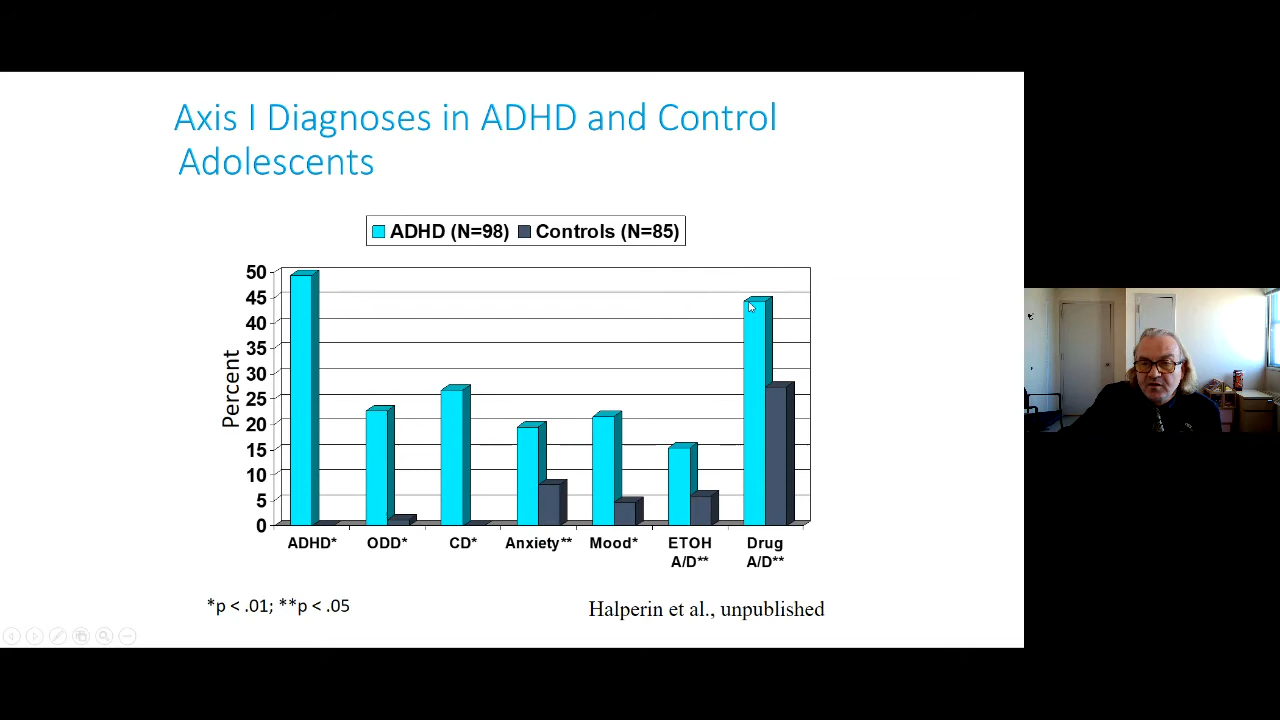 Axis I Diagnoses in ADHD and Control
Adolescents
ADHD (N=98) Controls (N=85)
Percent
50
45
40
35
30
25
20
15
10
5
0
ADHD* ODD* CD* Anxiety** Mood* ETOH A/D** Drug A/D**
*p < .01; **p < .05
Halperin et al., unpublished